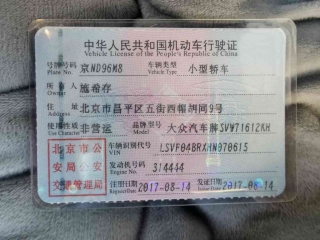 中华人民共和国机动车行驶证
Vehicle License of the People's Republic of China
号牌号码 京ND96M8 车辆类型 小型轿车
Plate No. Vehicle Type
所有人 施希存
Owner
住址 北京市昌平区五街西帽胡同9号
Address
使用性质 非营运 品牌型号 大众汽车牌SVW71612KH
Use Character Model
北京市公 车辆识别代号 LSVF04BRXHN970615
VIN
安局公安 发动机号码 314444
Engine No.
交通管理局 注册日期 2017-08-14 发证日期 2017-08-14
Register Date Issue Date